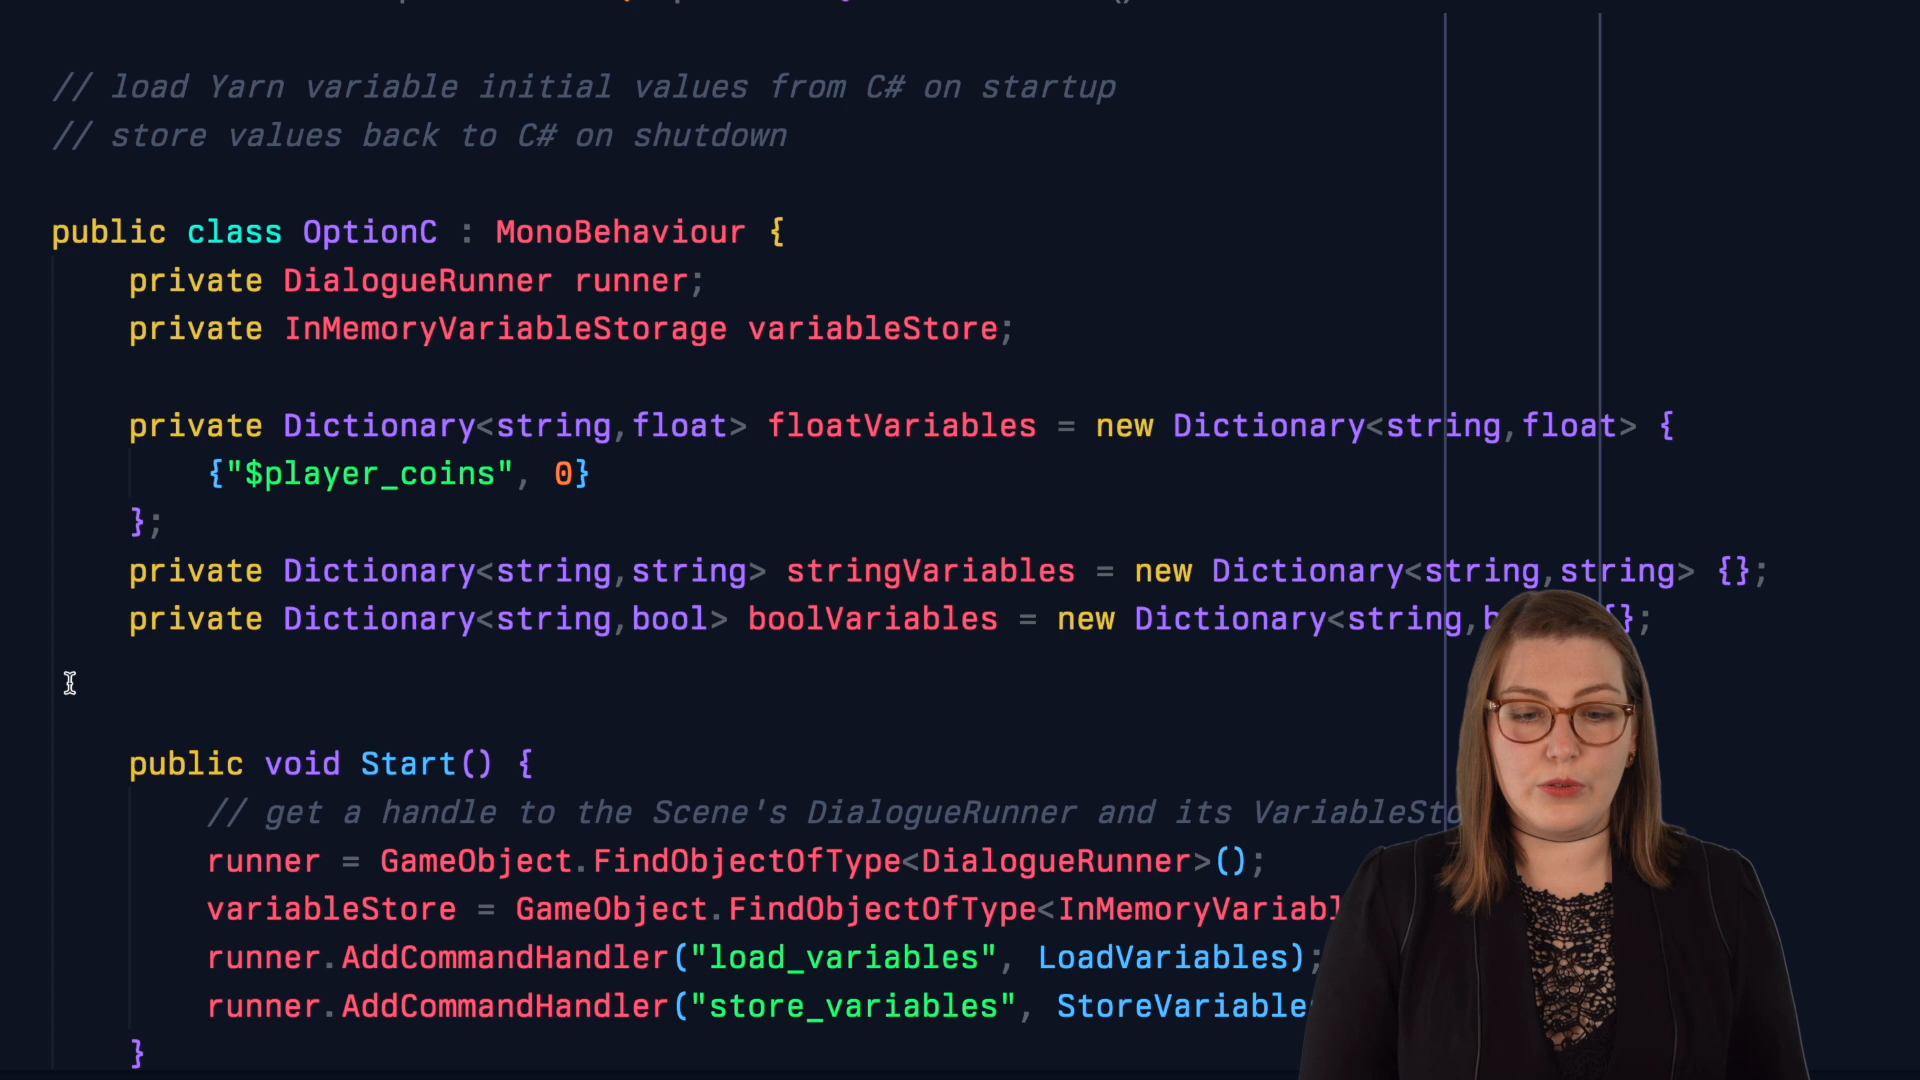 // load Yarn variable initial values from C# on startup
// store values back to C# on shutdown
public class OptionC : MonoBehaviour {
private DialogueRunner runner;
private InMemoryVariableStorage variableStore;
private Dictionary<string,float> floatVariables = new Dictionary<string,float> {
{"$player_coins", 0}
};
private Dictionary<string,string> stringVariables = new Dictionary<string,string> {};
private Dictionary<string,bool> boolVariables = new Dictionary<string,b {};
public void Start() {
// get a handle to the Scene's DialogueRunner and its VariableSto
runner = GameObject.FindObjectOfType<DialogueRunner>();
variableStore = GameObject.FindObjectOfType<InMemoryVariabl
runner.AddCommandHandler("load_variables", LoadVariables);
runner.AddCommandHandler("store_variables", StoreVariable
}